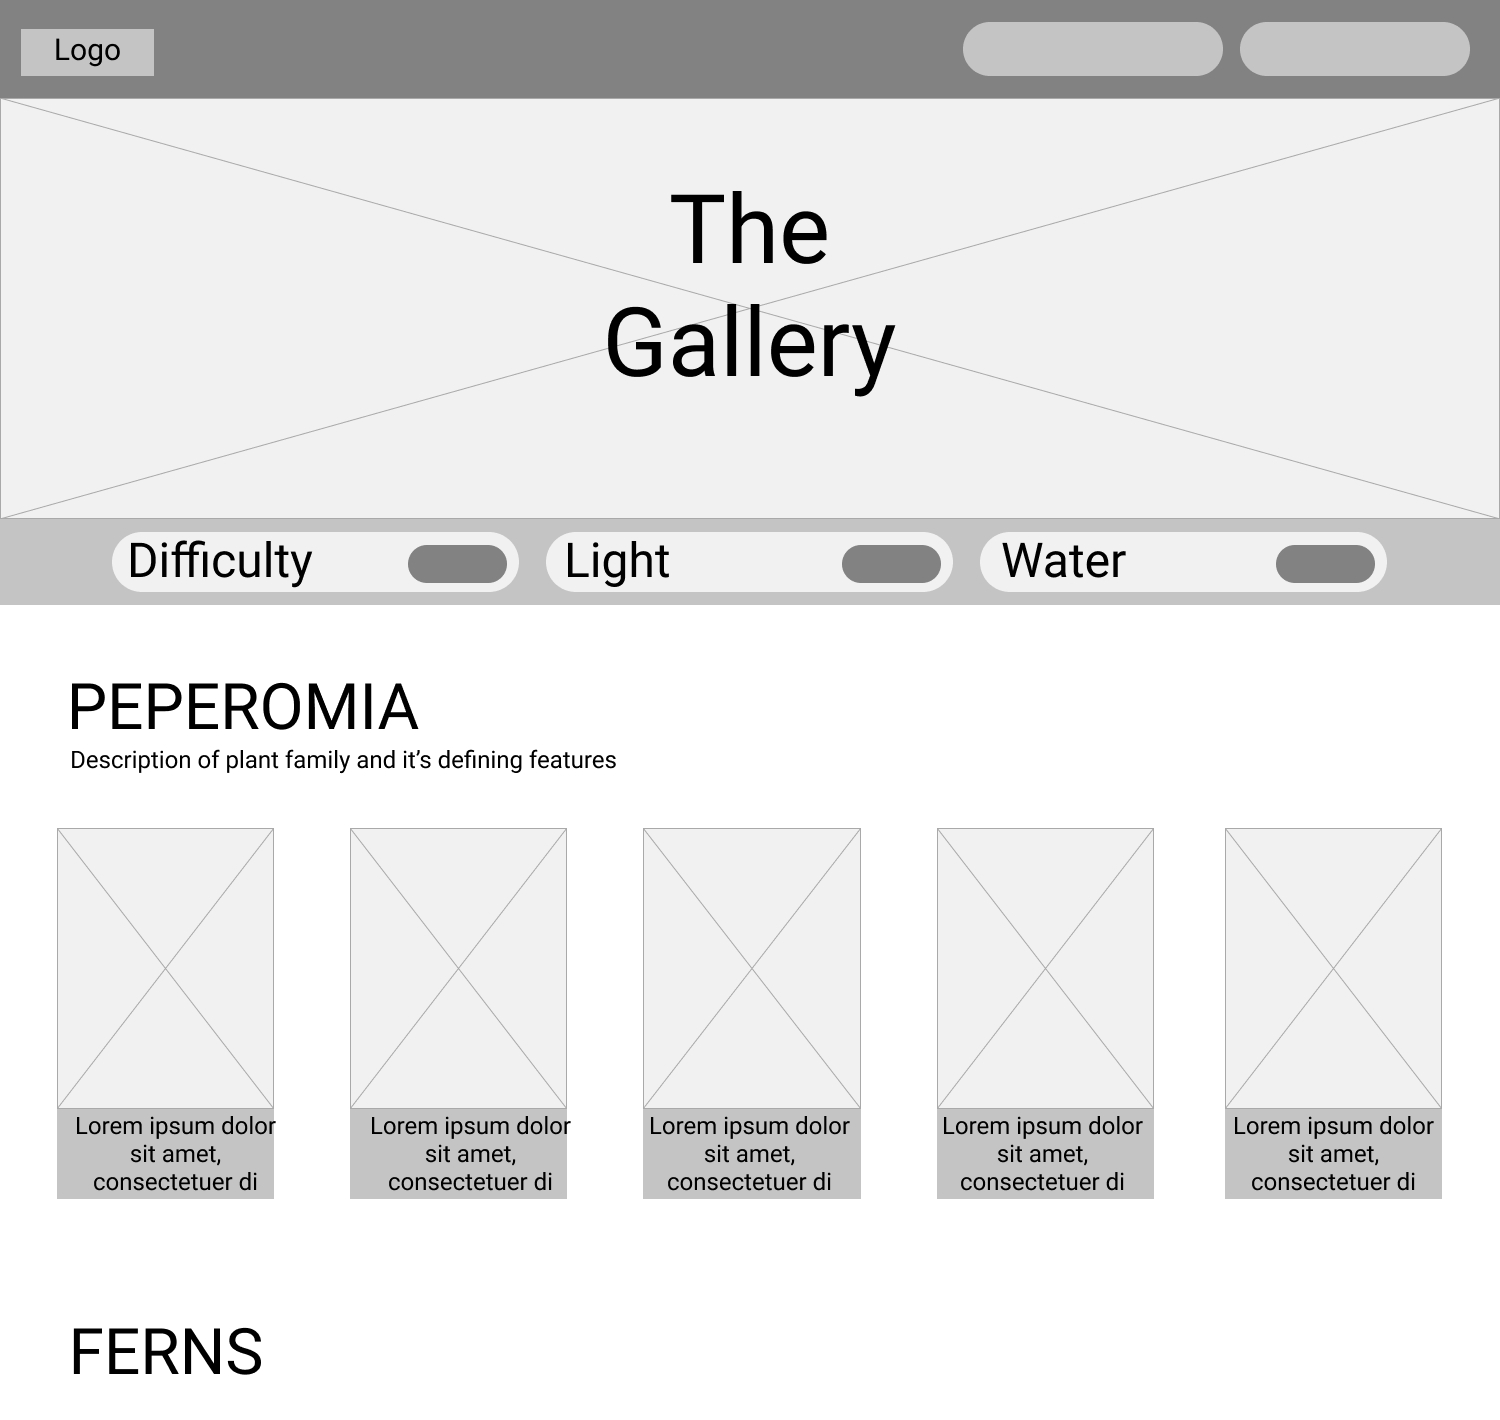 Logo
The
Gallery
Difficulty
Light
Water
PEPEROMIA
Description of plant family and it’s defining features
Lorem ipsum dolor
sit amet,
consectetuer di
Lorem ipsum dolor
sit amet,
consectetuer di
Lorem ipsum dolor
sit amet,
consectetuer di
Lorem ipsum dolor
sit amet,
consectetuer di
Lorem ipsum dolor
sit amet,
consectetuer di
FERNS